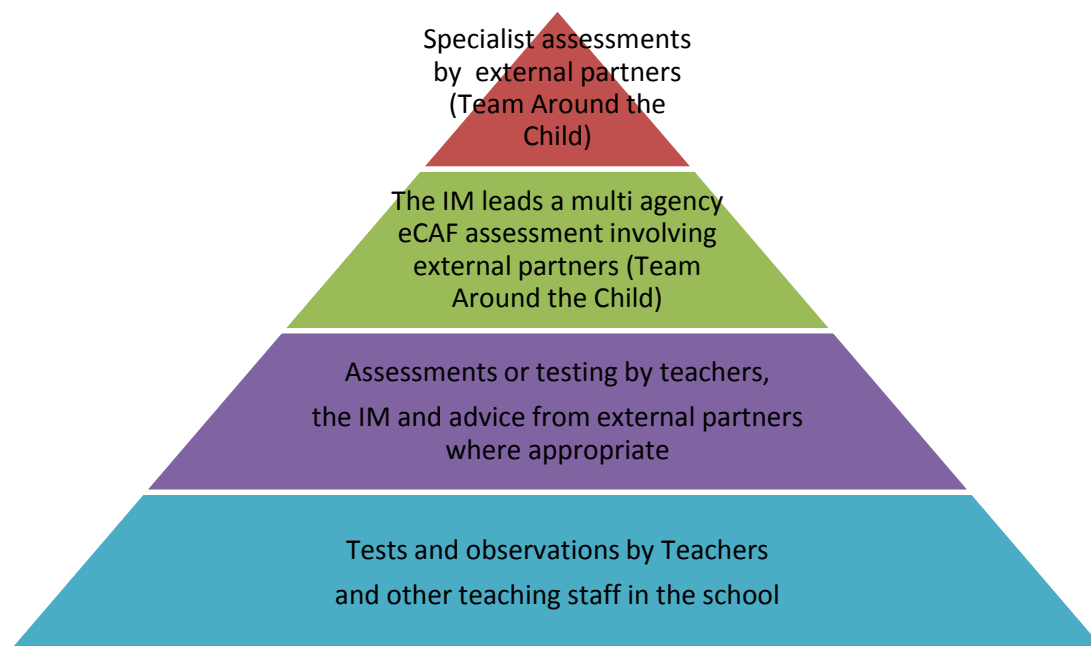 Specialist assessments
by  external partners
(Team Around the
Child)
The IM leads a multi agency
eCAF assessment involving
external partners (Team
Around the Child)
Assessments or testing by teachers,
the IM and advice from external partners
where appropriate
Tests and observations by Teachers
and other teaching staff in the school